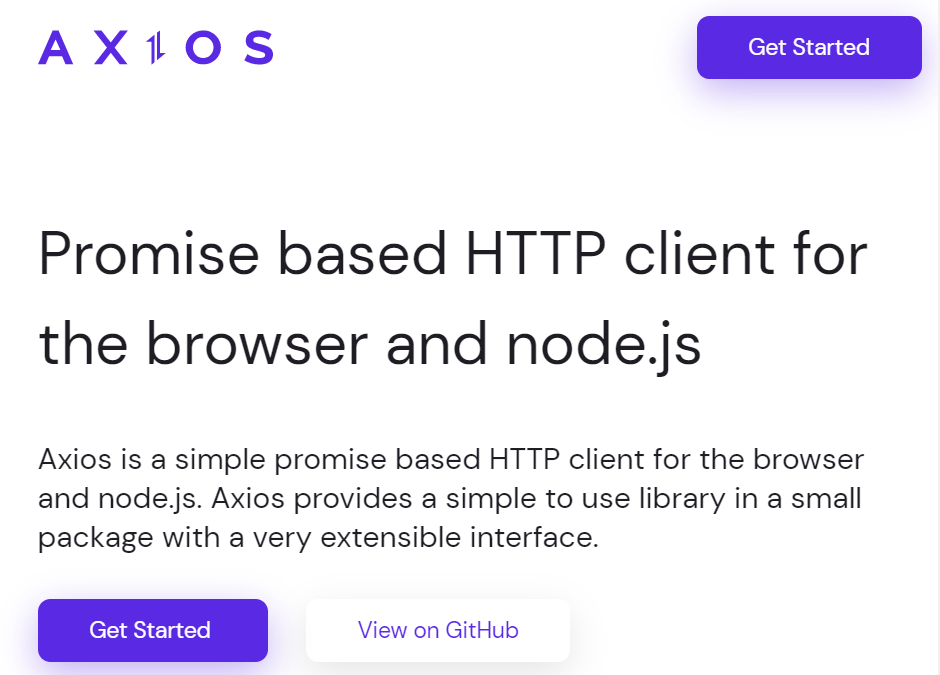 AXIOS
Get Started
Promise based HTTP client for
the browser and node.js
Axios is a simple promise based HTTP client for the browser
and node.js. Axios provides a simple to use library in a small
package with a very extensible interface.
Get Started
View on GitHub